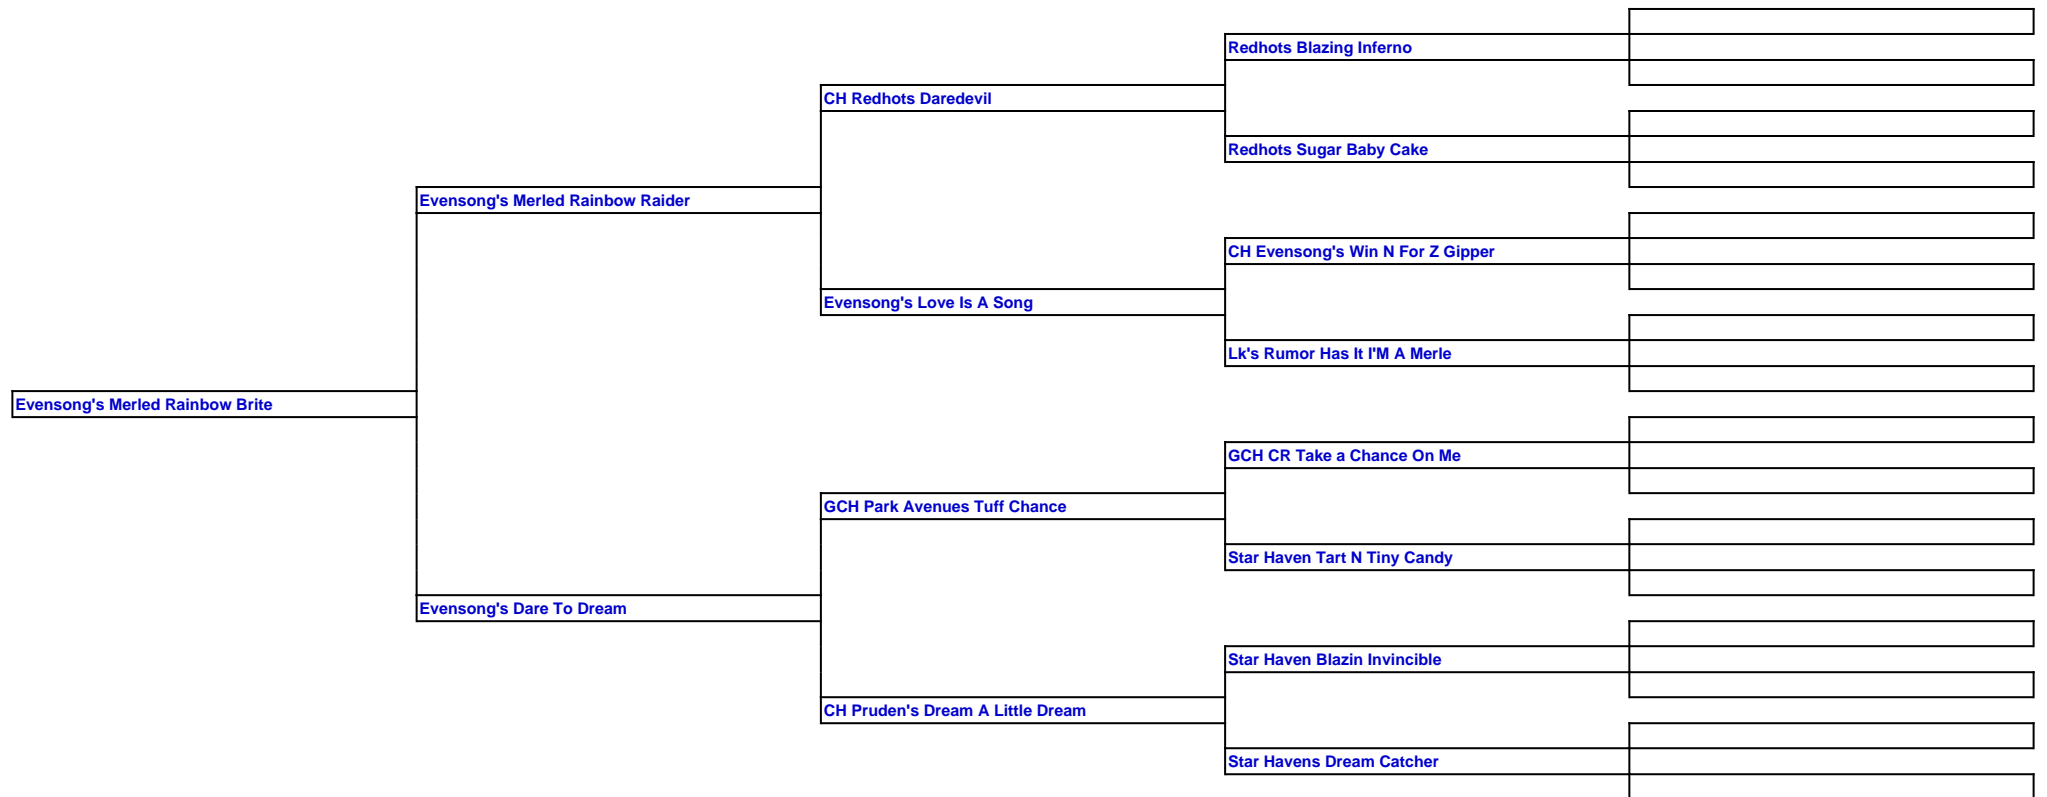 Redhots Blazing Inferno
CH Redhots Daredevil
Redhots Sugar Baby Cake
Evensong's Merled Rainbow Raider
CH Evensong's Win N For Z Gipper
Evensong's Love Is A Song
Lk's Rumor Has It I'M A Merle
Evensong's Merled Rainbow Brite
GCH CR Take a Chance On Me
GCH Park Avenues Tuff Chance
Star Haven Tart N Tiny Candy
Evensong's Dare To Dream
Star Haven Blazin Invincible
CH Pruden's Dream A Little Dream
Star Havens Dream Catcher